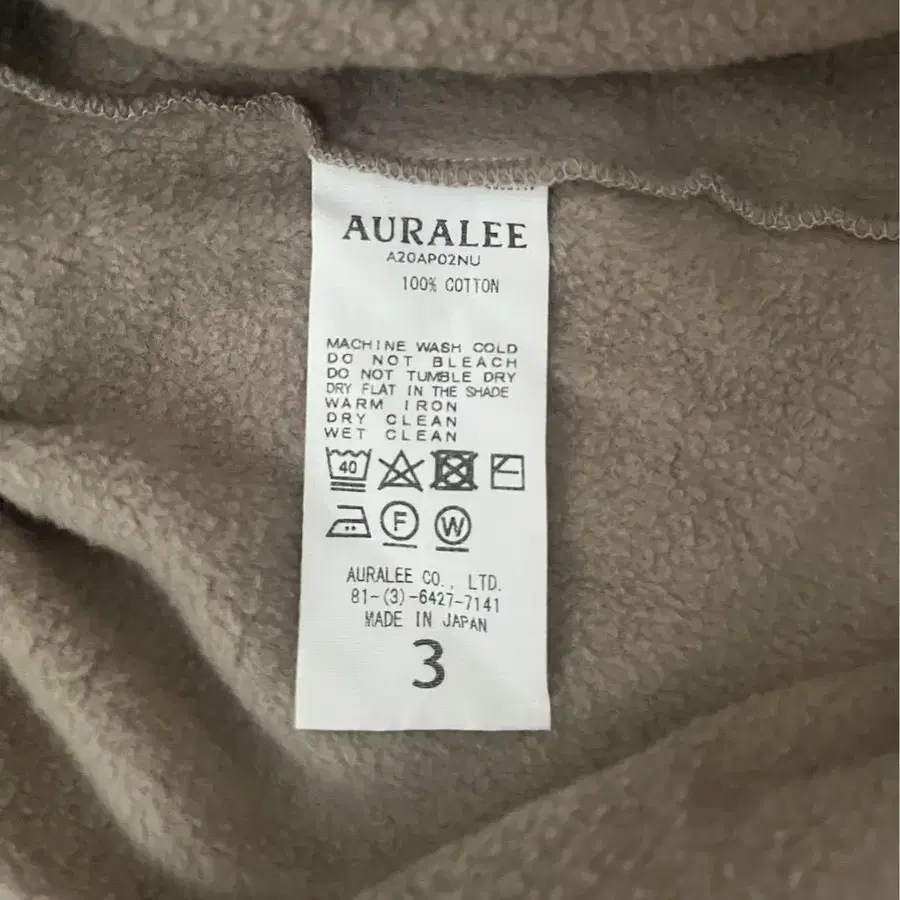 AURALEE
A20AP02NU
100% COTTON
MACHINE WASH COLD
DO NOT BLEACH
DO NOT TUMBLE DRY
DRY FLAT IN THE SHADE
WARM IRON
DRY CLEAN
WET CLEAN
40
F W
AURALEE CO., LTD.
81-(3)-6427-7141
MADE IN JAPAN
3